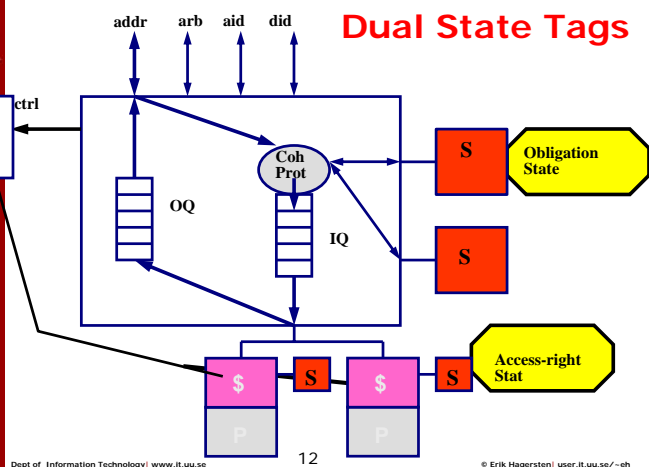 Dual State Tags
addr arb aid did
ctrl
Coh
Prot
S
Obligation
State
OQ
IQ
S
Access-right
Stat
$ S $ S
P P
Dept of Information Technology| www.it.uu.se
12
© Erik Hagersten| user.it.uu.se/~eh